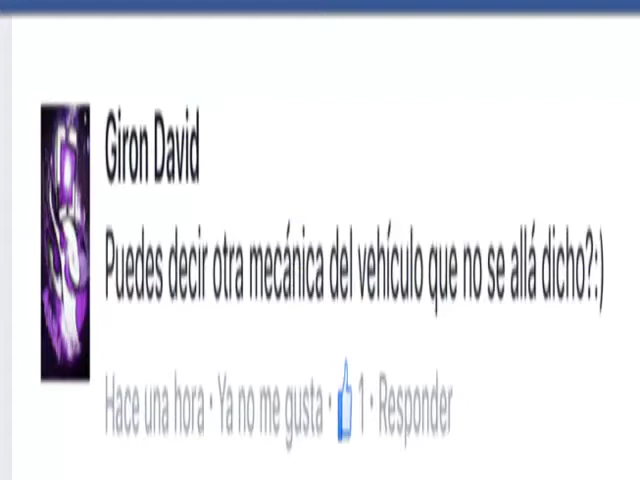 Giron David
Puedes decir otra mecánica del vehículo que no se allá dicho?:)
Hace una hora · Ya no me gusta · 1 · Responder